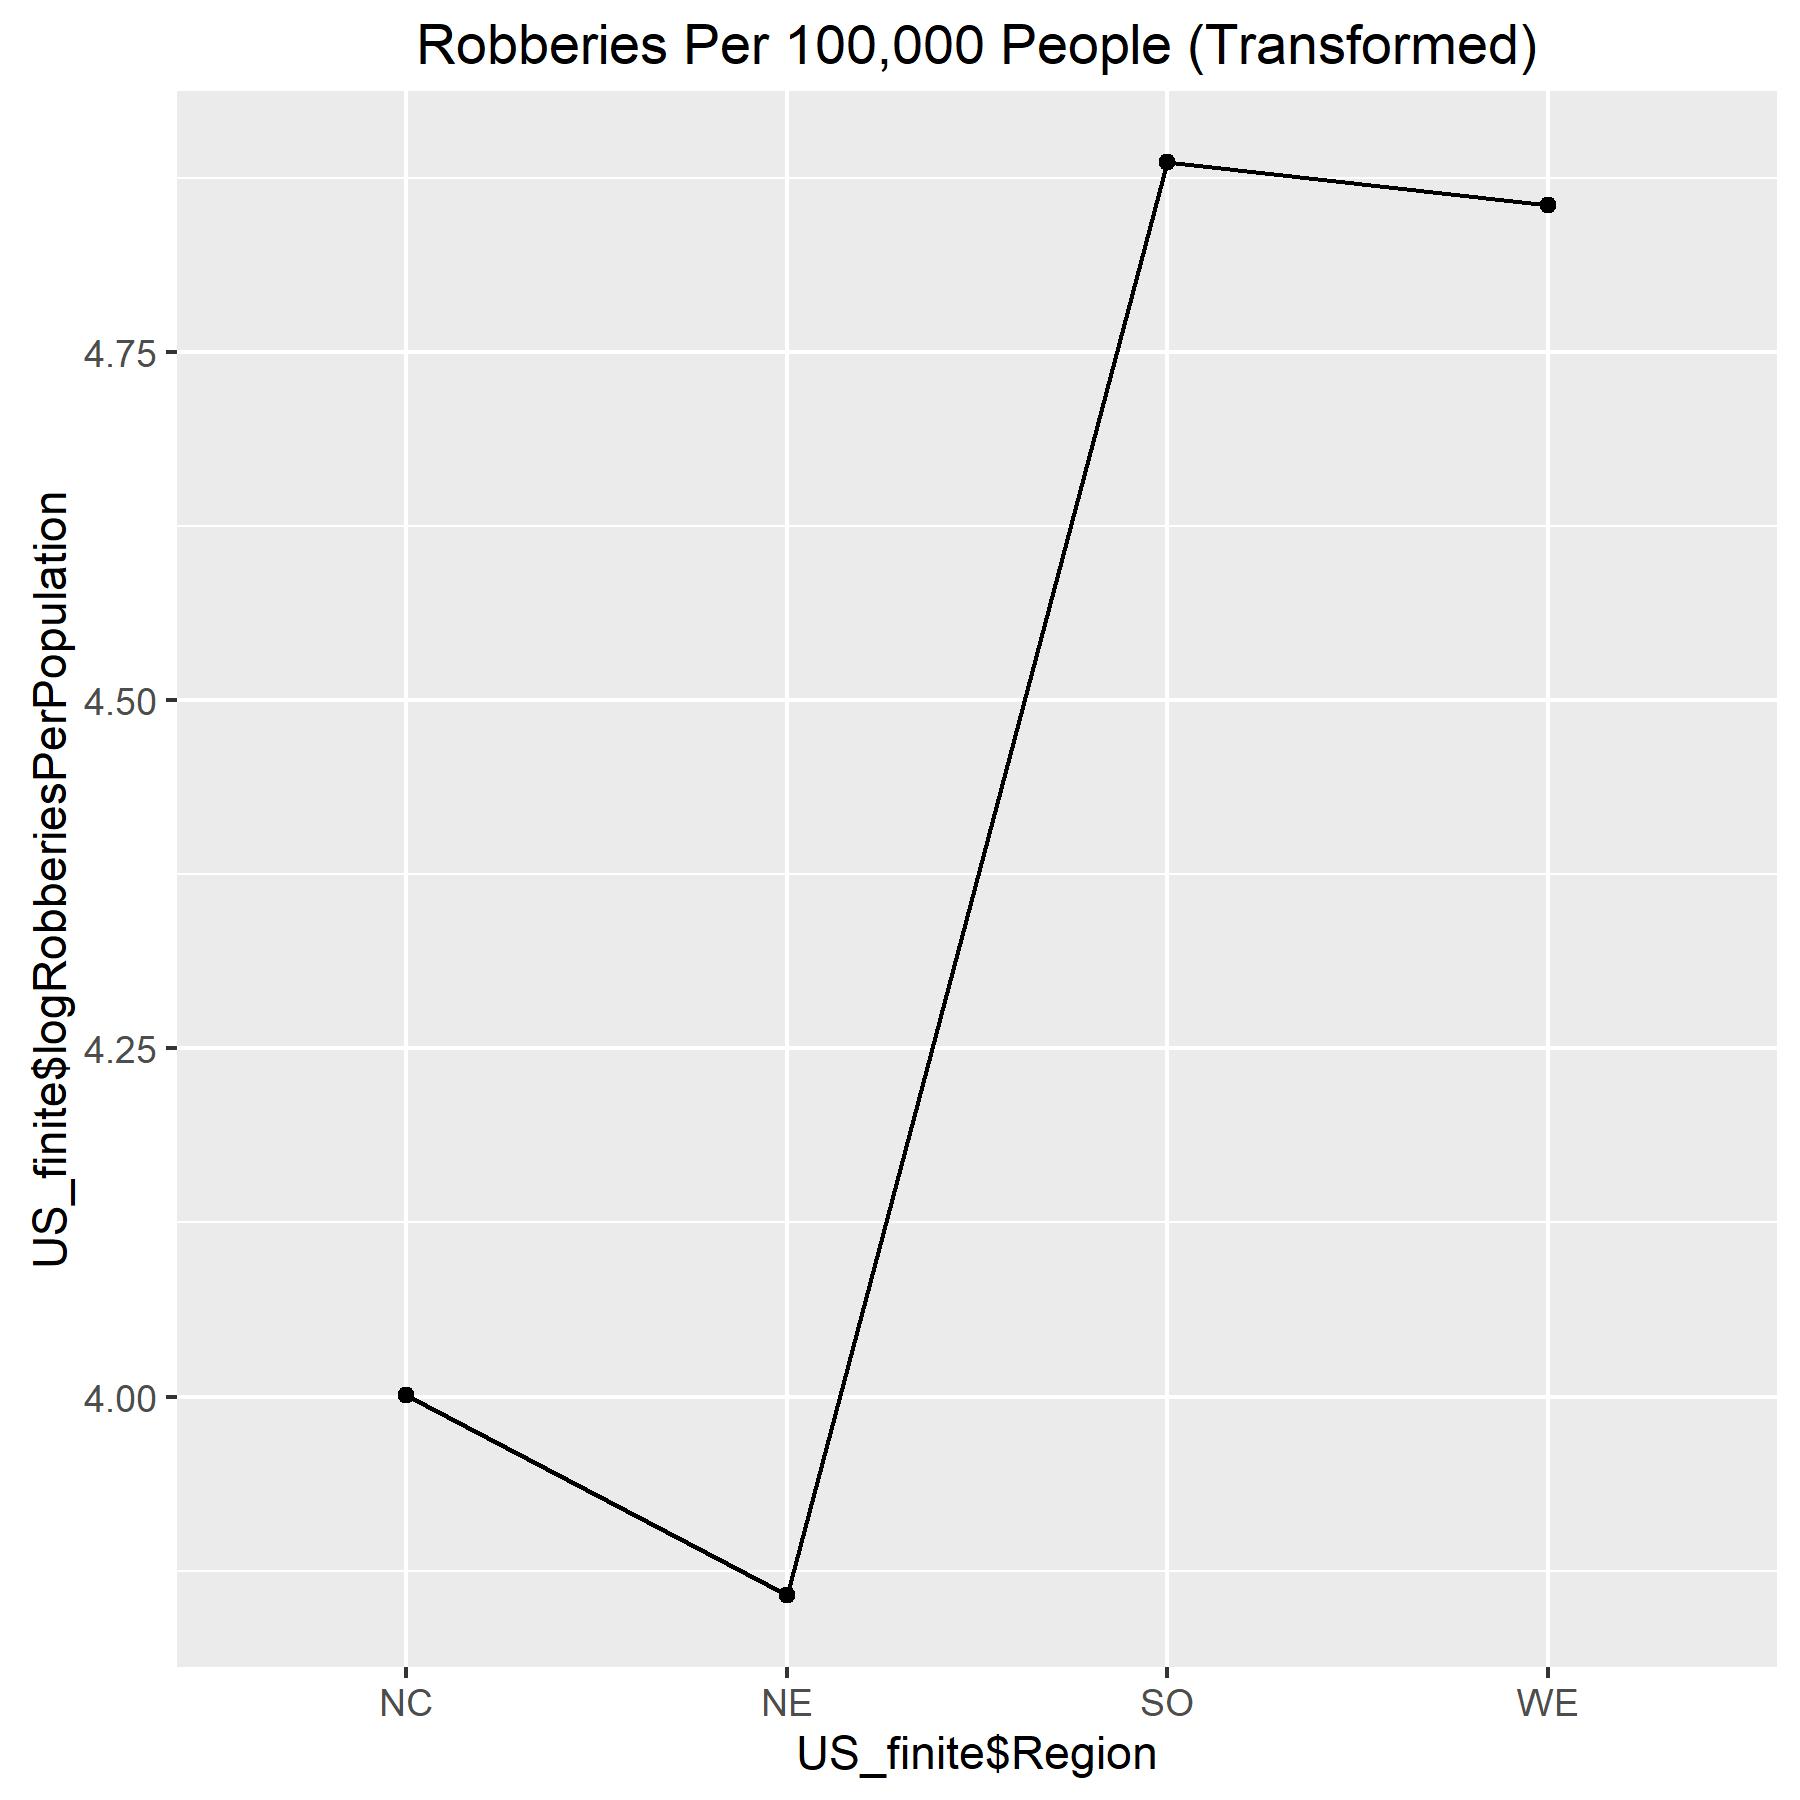 Robberies Per 100,000 People (Transformed)
US_finite$logRobberiesPerPopulation
4.75
4.50
4.25
4.00
NC NE SO WE
US_finite$Region